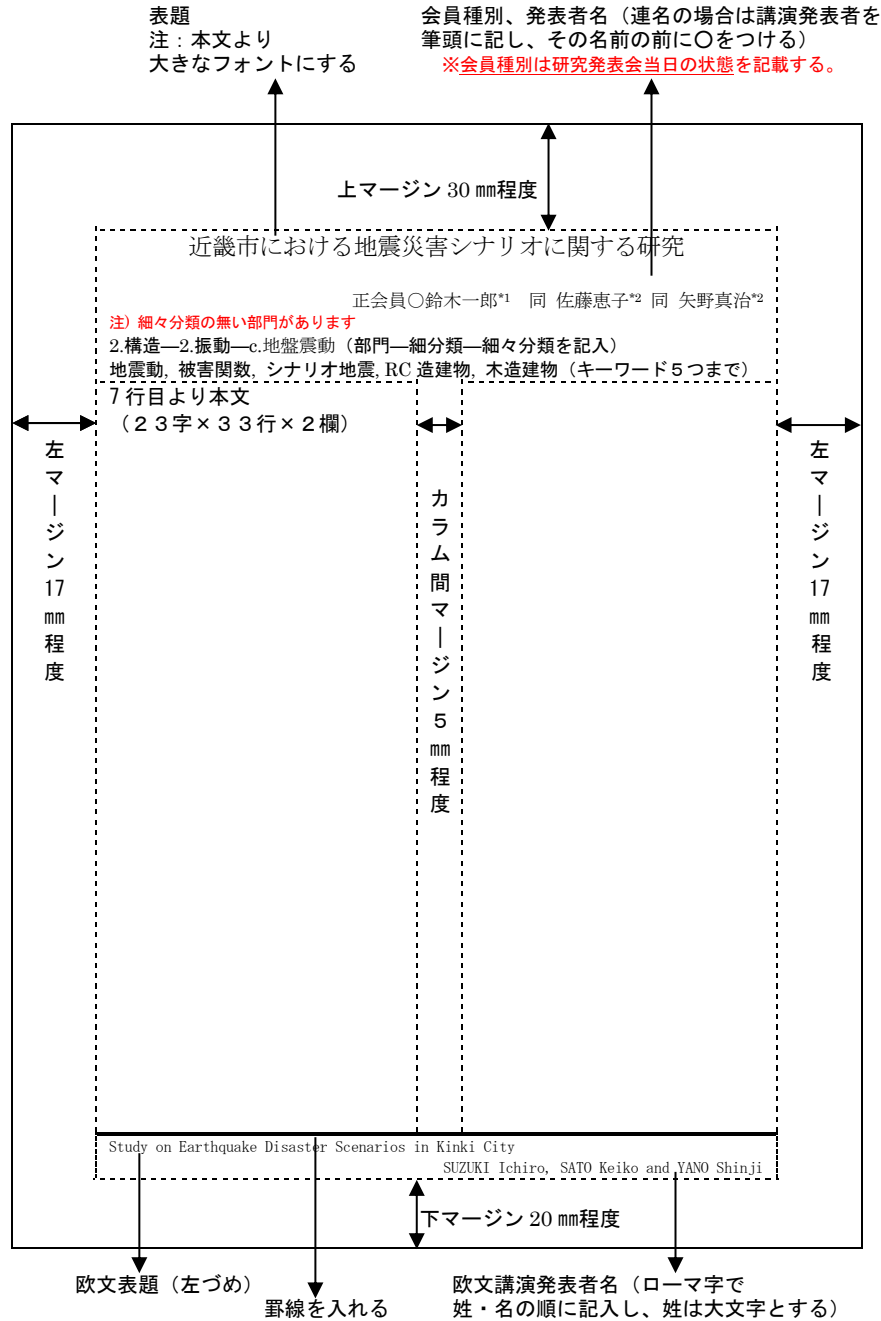 表題
注：本文より
大きなフォントにする
会員種別、発表者名（連名の場合は講演発表者を
筆頭に記し、その名前の前に〇をつける）
※会員種別は研究発表会当日の状態を記載する。
上マージン 30 ㎜程度
近畿市における地震災害シナリオに関する研究
正会員〇鈴木一郎*1 同 佐藤恵子*2 同 矢野真治*2
注) 細々分類の無い部門があります
2.構造―2.振動―c.地盤震動（部門―細分類―細々分類を記入）
地震動, 被害関数, シナリオ地震, RC 造建物, 木造建物（キーワード５つまで）
7 行目より本文
（２３字×３３行×２欄）
左マージン 17 ㎜程度
カラム間マージン５㎜程度
左マージン 17 ㎜程度
Study on Earthquake Disaster Scenarios in Kinki City
SUZUKI Ichiro, SATO Keiko and YANO Shinji
下マージン 20 ㎜程度
欧文表題（左づめ）
罫線を入れる
欧文講演発表者名（ローマ字で
姓・名の順に記入し、姓は大文字とする）